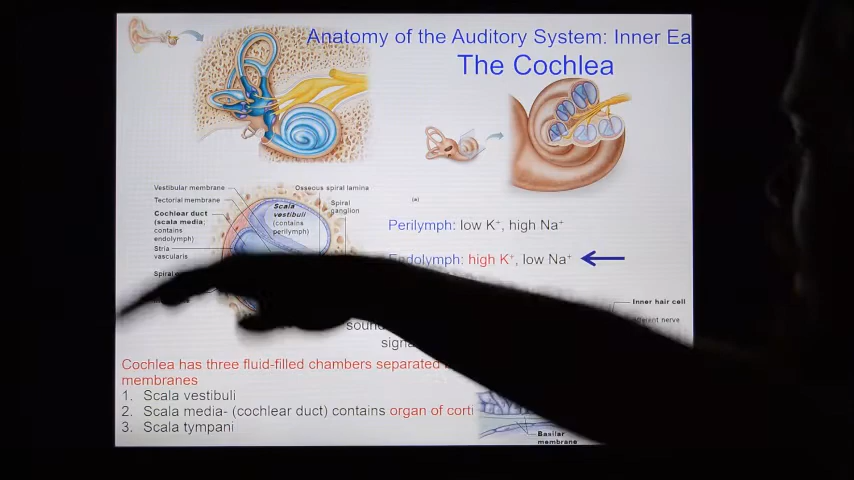 Anatomy of the Auditory System: Inner Ea
The Cochlea
Vestibular membrane
Tectorial membrane
Cochlear duct
(scala media;
contains
endolymph)
Stria
vascularis
Osseous spiral lamina
Spiral
ganglion
Scala
vestibuli
(contains
perilymph)
(a)
Perilymph: low K⁺, high Na⁺
Endolymph: high K⁺, low Na⁺
Spiral
Inner hair cell
nerve
soun
signa
Cochlea has three fluid-filled chambers separated
membranes
1. Scala vestibuli
2. Scala media- (cochlear duct) contains organ of corti
3. Scala tympani
Basilar
membrane